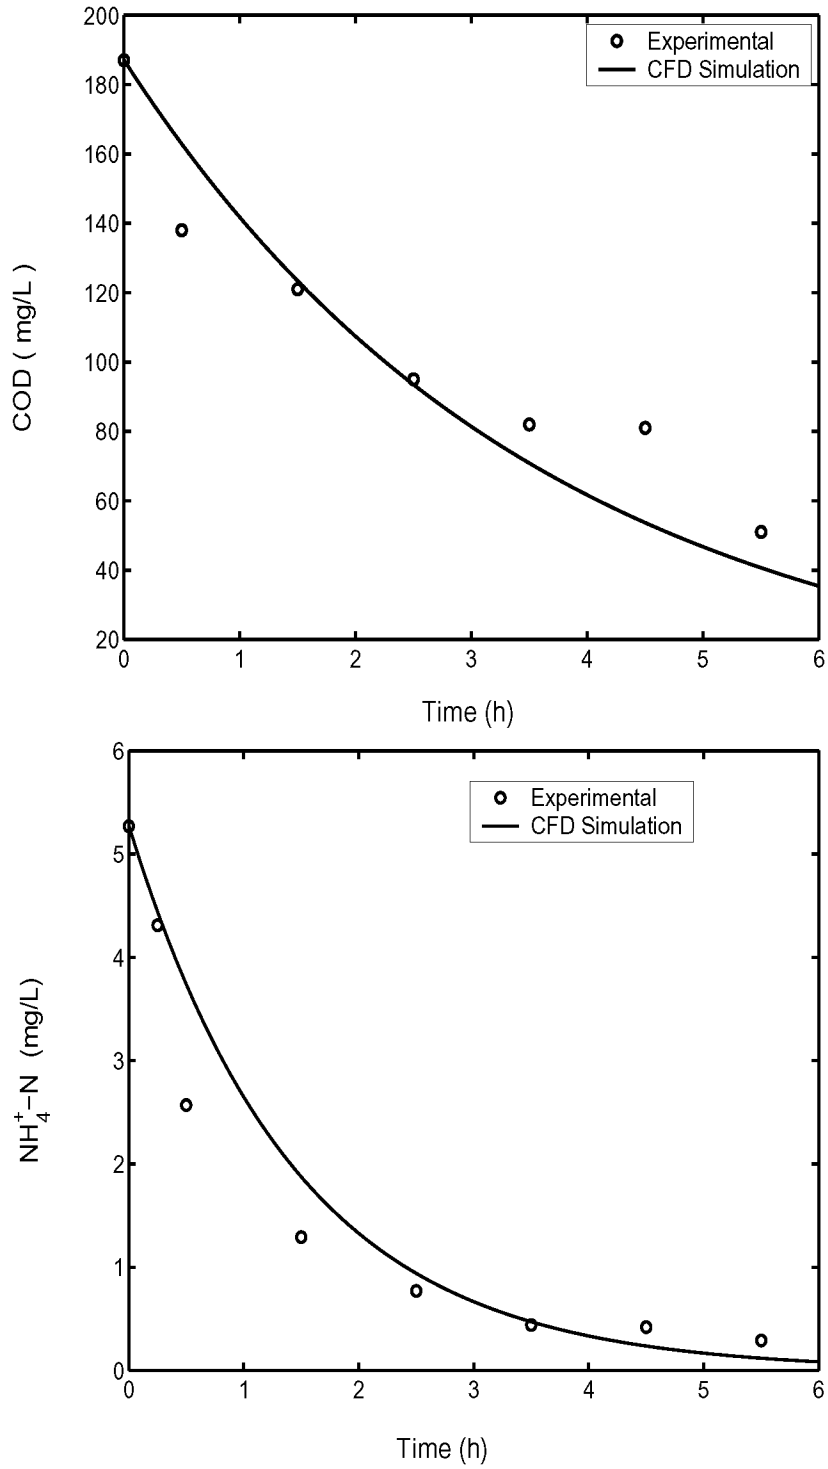 200
180
160
140
120
100
80
60
40
20
COD ( mg/L )
Experimental
CFD Simulation
0 1 2 3 4 5 6
Time (h)
6
5
4
3
2
1
0
NH₄⁺−N (mg/L)
Experimental
CFD Simulation
0 1 2 3 4 5 6
Time (h)